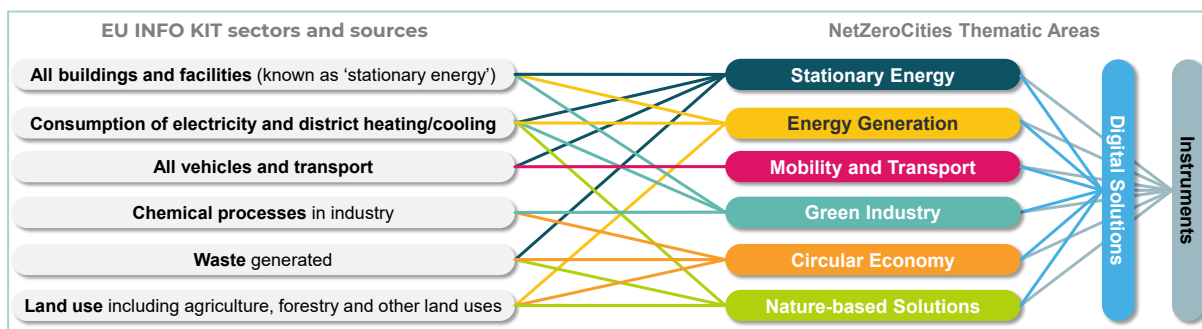 EU INFO KIT sectors and sources
NetZeroCities Thematic Areas
All buildings and facilities (known as ‘stationary energy’)
Stationary Energy
Consumption of electricity and district heating/cooling
Energy Generation
All vehicles and transport
Mobility and Transport
Chemical processes in industry
Green Industry
Waste generated
Circular Economy
Land use including agriculture, forestry and other land uses
Nature-based Solutions
Digital Solutions
Instruments